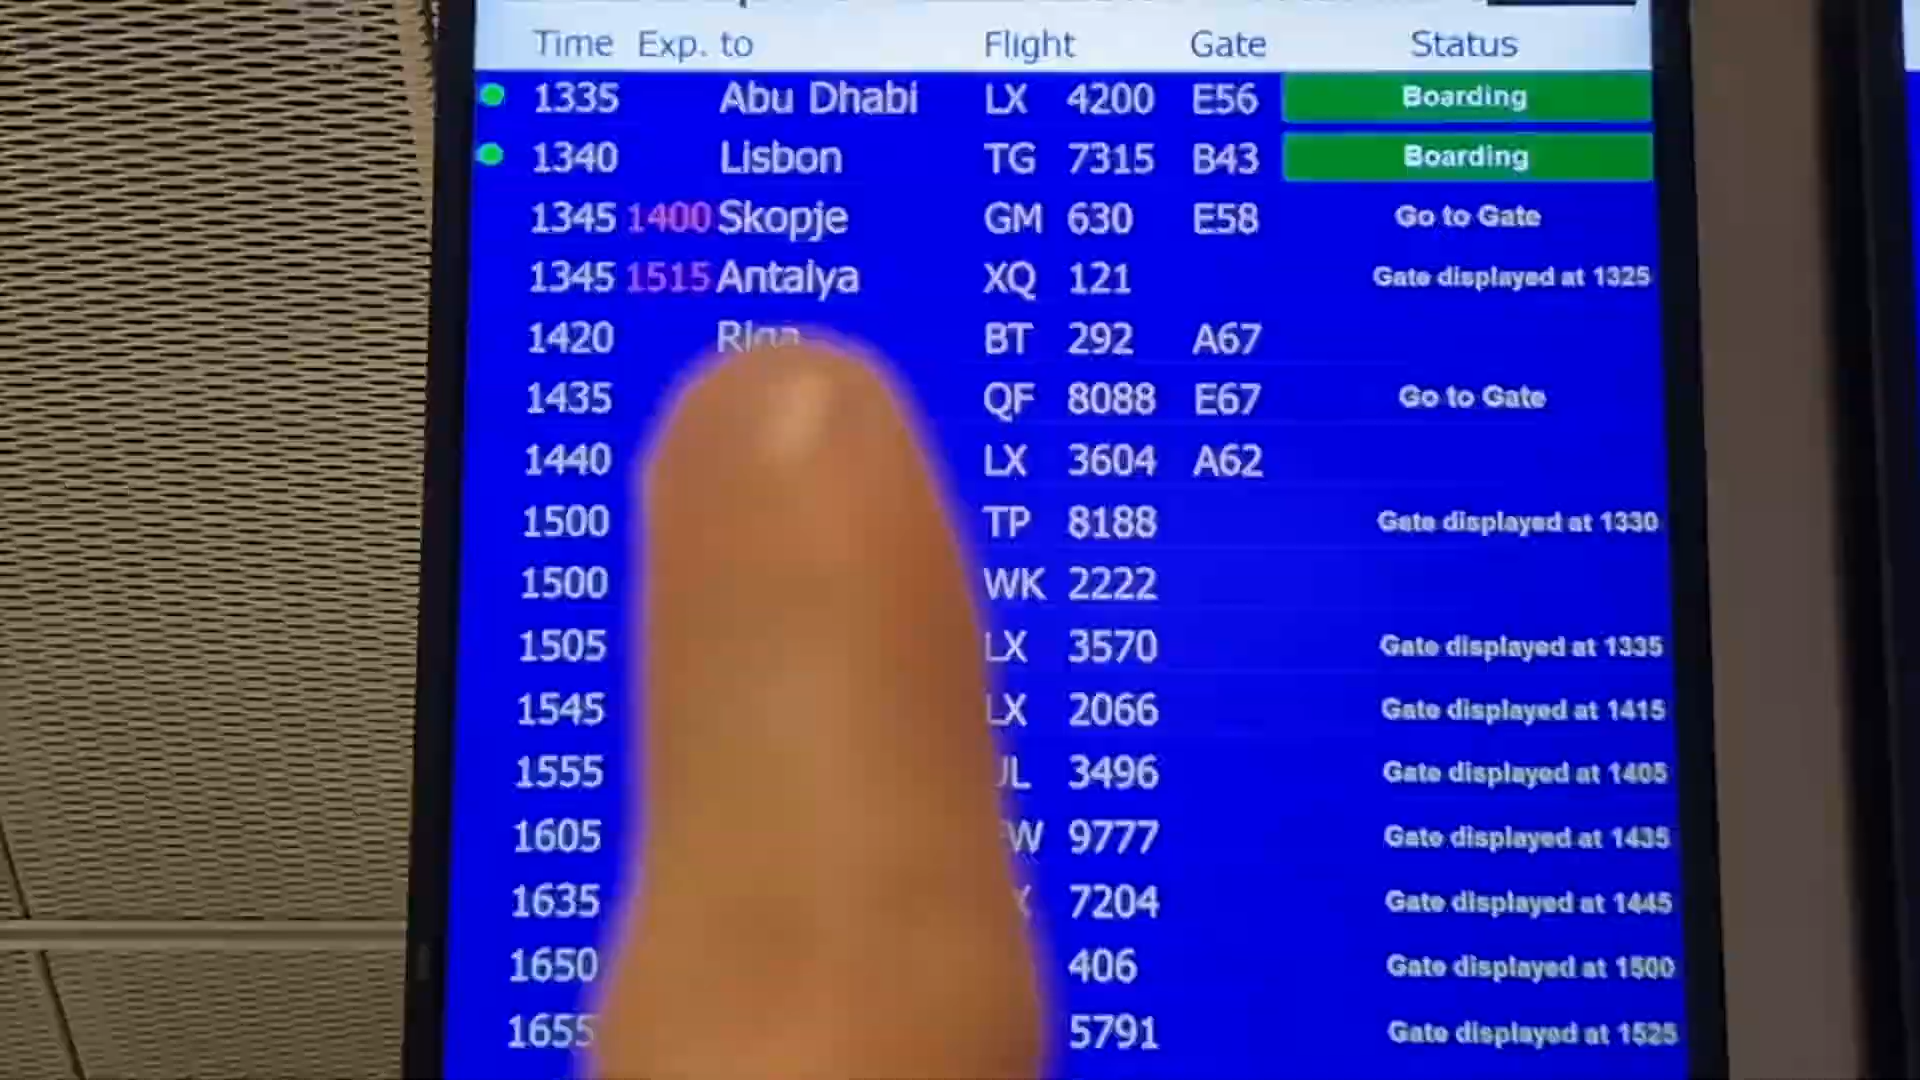 Time Exp. to Flight Gate Status
1335 Abu Dhabi LX 4200 E56 Boarding
1340 Lisbon TG 7315 B43 Boarding
1345 1400 Skopje GM 630 E58 Go to Gate
1345 1515 Antalya XQ 121 Gate displayed at 1325
1420 Riga BT 292 A67
1435 QF 8088 E67 Go to Gate
1440 LX 3604 A62
1500 TP 8188 Gate displayed at 1330
1500 WK 2222
1505 LX 3570 Gate displayed at 1335
1545 LX 2066 Gate displayed at 1415
1555 3496 Gate displayed at 1405
1605 9777 Gate displayed at 1435
1635 7204 Gate displayed at 1445
1650 406 Gate displayed at 1500
1655 5791 Gate displayed at 1525